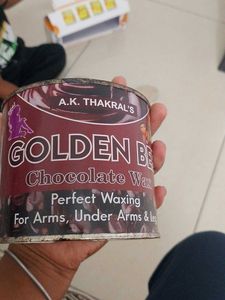 A.K. THAKRAL'S
GOLDEN BE
Chocolate Wax
Perfect Waxing
For Arms, Under Arms &